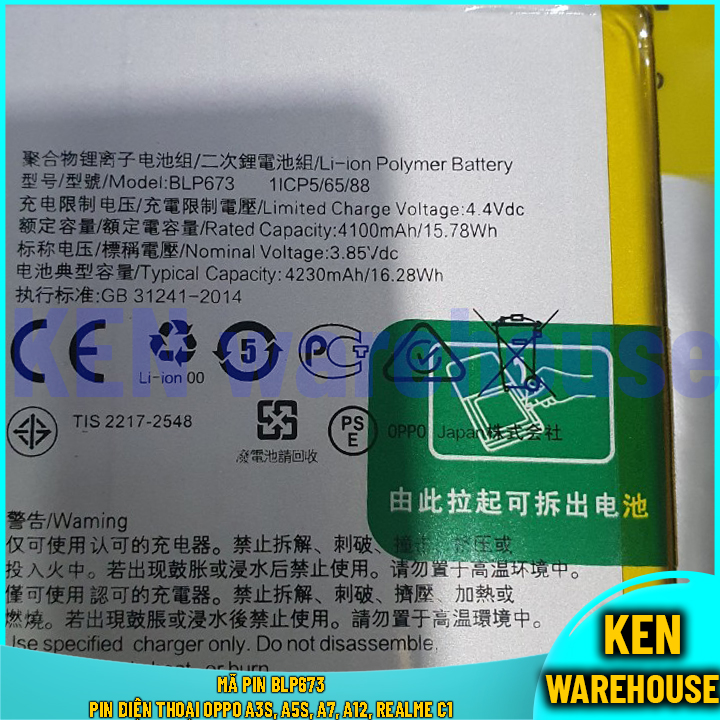 KEN
WAREHOUSE
聚合物锂离子电池组/二次鋰電池組/Li-ion Polymer Battery
型号/型號/Model:BLP673 1ICP5/65/88
充电限制电压/充電限制電壓/Limited Charge Voltage:4.4Vdc
额定容量/額定電容量/Rated Capacity:4100mAh/15.78Wh
标称电压/標稱電壓/Nominal Voltage:3.85Vdc
电池典型容量/Typical Capacity:4230mAh/16.28Wh
执行标准:GB 31241-2014
KEN warehouse
CE
5
Li-ion 00
TIS 2217-2548
PS
E
OPPO Japan株式会社
廢電池請回收
由此拉起可拆出电池
警告/Warning
仅可使用认可的充电器。禁止拆解、刺破、撞击、挤压或
投入火中。若出现鼓胀或浸水后禁止使用。请勿置于高温环境中。
僅可使用認可的充電器。禁止拆解、刺破、擠壓、加熱或
燃燒。若出現鼓脹或浸水後禁止使用。請勿置於高溫環境中。
Use specified charger only. Do not disassemble,
or burn
MÃ PIN BLP673
PIN ĐIỆN THOẠI OPPO A3S, A5S, A7, A12, REALME C1
KEN
WAREHOUSE